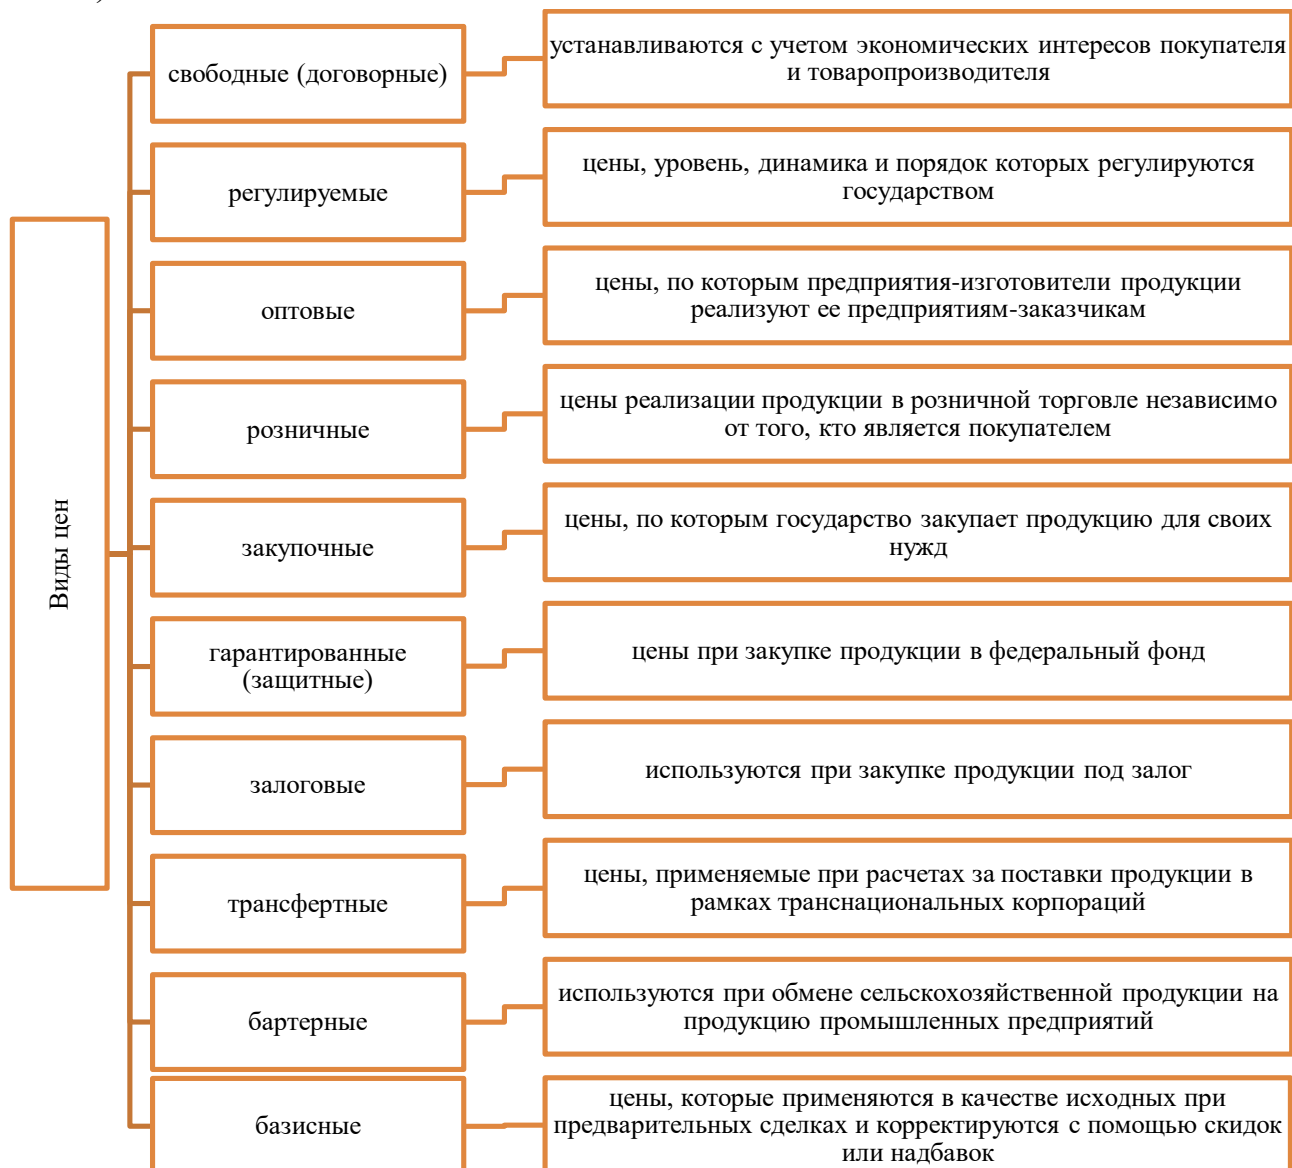 Виды цен
свободные (договорные)
устанавливаются с учетом экономических интересов покупателя
и товаропроизводителя
регулируемые
цены, уровень, динамика и порядок которых регулируются
государством
оптовые
цены, по которым предприятия-изготовители продукции
реализуют ее предприятиям-заказчикам
розничные
цены реализации продукции в розничной торговле независимо
от того, кто является покупателем
закупочные
цены, по которым государство закупает продукцию для своих
нужд
гарантированные
(защитные)
цены при закупке продукции в федеральный фонд
залоговые
используются при закупке продукции под залог
трансфертные
цены, применяемые при расчетах за поставки продукции в
рамках транснациональных корпораций
бартерные
используются при обмене сельскохозяйственной продукции на
продукцию промышленных предприятий
базисные
цены, которые применяются в качестве исходных при
предварительных сделках и корректируются с помощью скидок
или надбавок